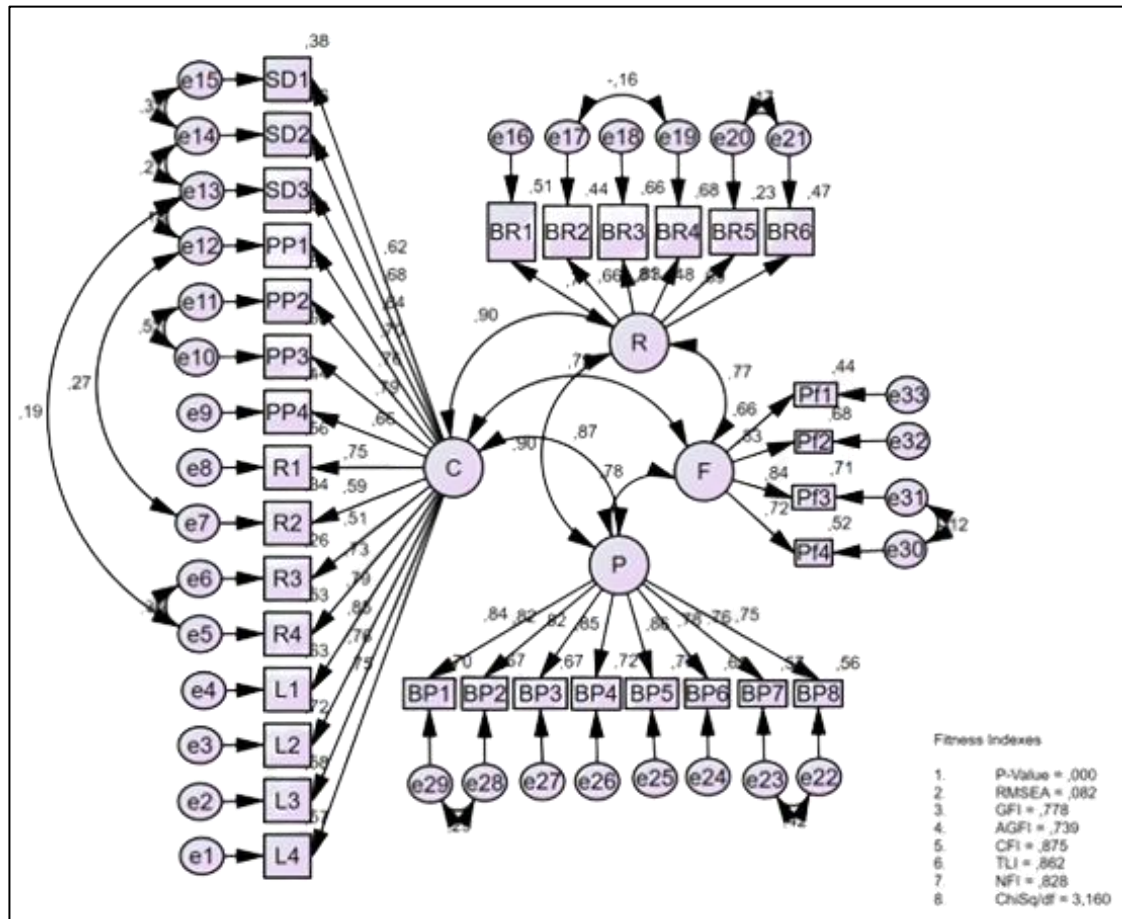 ,38
e15 SD1
e14 SD2
e13 SD3
e12 PP1
e11 PP2
e10 PP3
e9 PP4
e8 R1
e7 R2
e6 R3
e5 R4
e4 L1
e3 L2
e2 L3
e1 L4
,27
,19
,62
,68
,70
,76
,79
,66
,75
,59
,51
,73
,79
,85
,76
,75
C
-,16
e16 e17 e18 e19 e20 e21
,51 ,44 ,66 ,68 ,23 ,47
BR1 BR2 BR3 BR4 BR5 BR6
,66
R
,90
,77
,87
,90
,78
F
,66
,84
,72
,44
Pf1 e33
,68
Pf2 e32
,71
Pf3 e31
,52
Pf4 e30
P
,84 ,82 ,82 ,85 ,86 ,78 ,76 ,75
,70 ,67 ,67 ,72 ,57 ,56
BP1 BP2 BP3 BP4 BP5 BP6 BP7 BP8
e29 e28 e27 e26 e25 e24 e23 e22
Fitness Indexes
1. P-Value = ,000
2. RMSEA = ,082
3. GFI = ,778
4. AGFI = ,739
5. CFI = ,875
6. TLI = ,862
7. NFI = ,828
8. ChiSq/df = 3,160